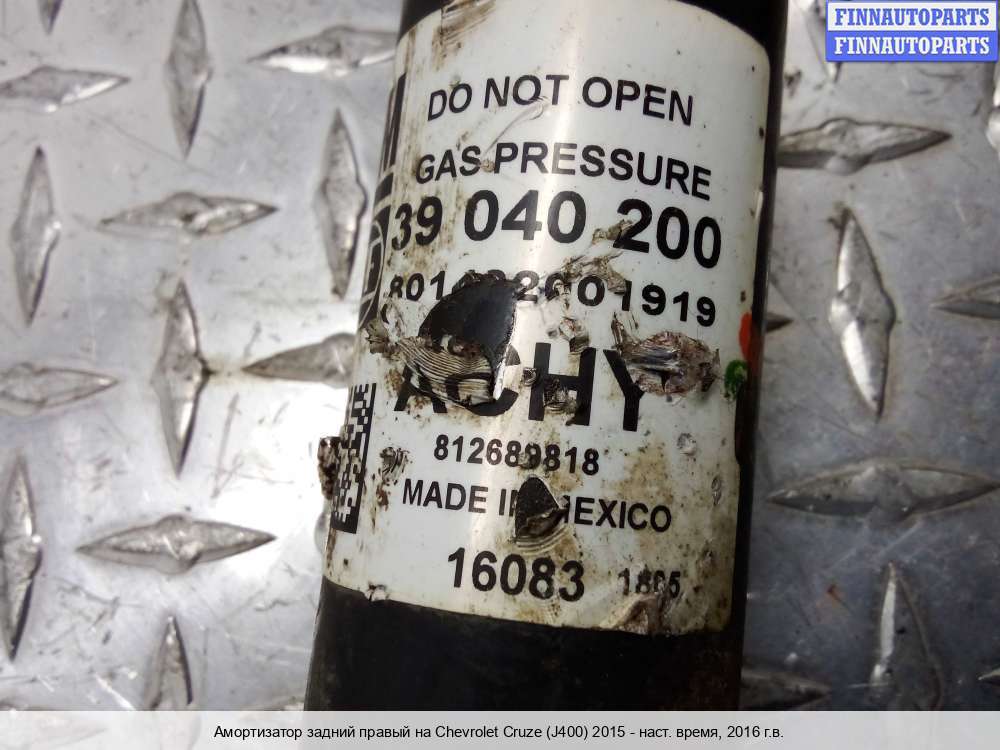 FINNAUTOPARTS
FINNAUTOPARTS
DO NOT OPEN
GAS PRESSURE
39 040 200
ACHY
812689818
MADE IN MEXICO
16083
Амортизатор задний правый на Chevrolet Cruze (J400) 2015 - наст. время, 2016 г.в.